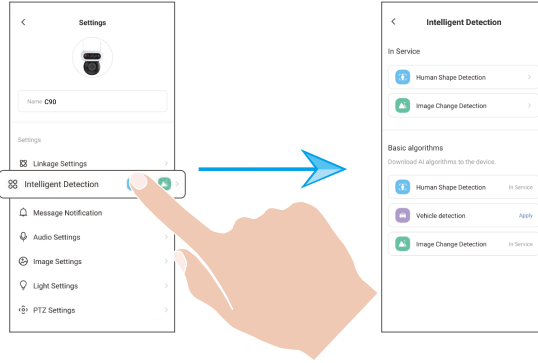 Settings
Name C90
Settings
Linkage Settings
Intelligent Detection
Message Notification
Audio Settings
Image Settings
Light Settings
PTZ Settings
Intelligent Detection
In Service
Human Shape Detection
Image Change Detection
Basic algorithms
Download AI algorithms to the device.
Human Shape Detection In Service
Vehicle detection Apply
Image Change Detection In Service